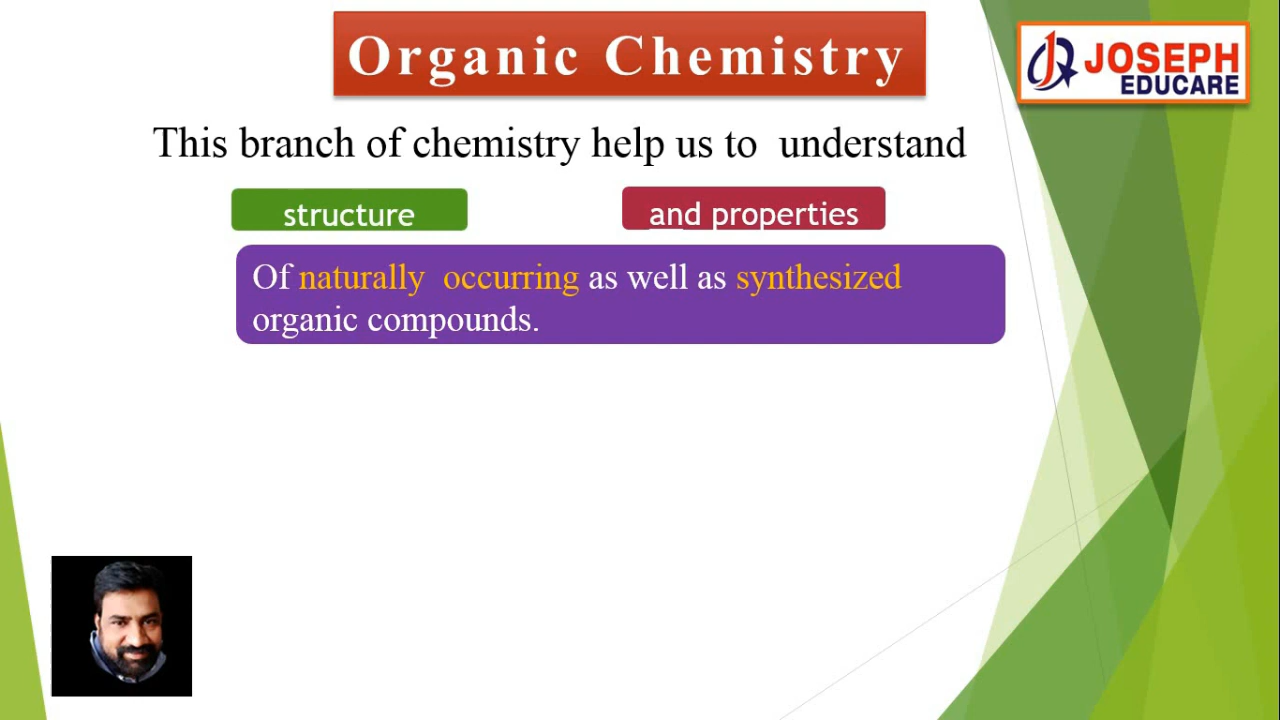 Organic Chemistry
JOSEPH
EDUCARE
This branch of chemistry help us to  understand
structure
and properties
Of naturally  occurring as well as synthesized
organic compounds.